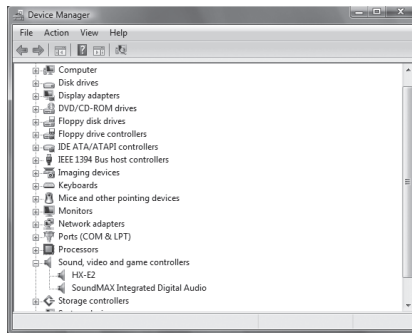 Device Manager
File Action View Help
Computer
Disk drives
Display adapters
DVD/CD-ROM drives
Floppy disk drives
Floppy drive controllers
IDE ATA/ATAPI controllers
IEEE 1394 Bus host controllers
Imaging devices
Keyboards
Mice and other pointing devices
Monitors
Network adapters
Ports (COM & LPT)
Processors
Sound, video and game controllers
HX-E2
SoundMAX Integrated Digital Audio
Storage controllers